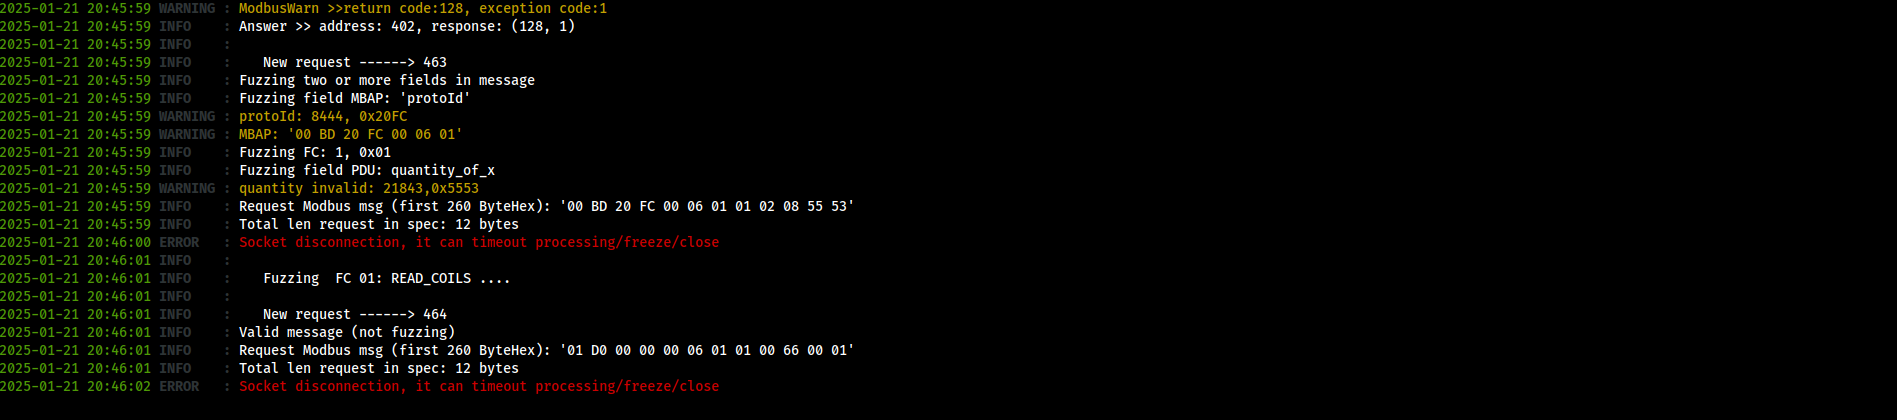 2025-01-21 20:45:59 WARNING : ModbusWarn >>return code:128, exception code:1
2025-01-21 20:45:59 INFO    : Answer >> address: 402, response: (128, 1)
2025-01-21 20:45:59 INFO    :
2025-01-21 20:45:59 INFO    :    New request ------> 463
2025-01-21 20:45:59 INFO    : Fuzzing two or more fields in message
2025-01-21 20:45:59 INFO    : Fuzzing field MBAP: 'protoId'
2025-01-21 20:45:59 WARNING : protoId: 8444, 0x20FC
2025-01-21 20:45:59 WARNING : MBAP: '00 BD 20 FC 00 06 01'
2025-01-21 20:45:59 INFO    : Fuzzing FC: 1, 0x01
2025-01-21 20:45:59 INFO    : Fuzzing field PDU: quantity_of_x
2025-01-21 20:45:59 WARNING : quantity invalid: 21843,0x5553
2025-01-21 20:45:59 INFO    : Request Modbus msg (first 260 ByteHex): '00 BD 20 FC 00 06 01 01 02 08 55 53'
2025-01-21 20:45:59 INFO    : Total len request in spec: 12 bytes
2025-01-21 20:46:00 ERROR   : Socket disconnection, it can timeout processing/freeze/close
2025-01-21 20:46:01 INFO    :
2025-01-21 20:46:01 INFO    :    Fuzzing  FC 01: READ_COILS ....
2025-01-21 20:46:01 INFO    :
2025-01-21 20:46:01 INFO    :    New request ------> 464
2025-01-21 20:46:01 INFO    : Valid message (not fuzzing)
2025-01-21 20:46:01 INFO    : Request Modbus msg (first 260 ByteHex): '01 D0 00 00 00 06 01 01 00 66 00 01'
2025-01-21 20:46:01 INFO    : Total len request in spec: 12 bytes
2025-01-21 20:46:02 ERROR   : Socket disconnection, it can timeout processing/freeze/close